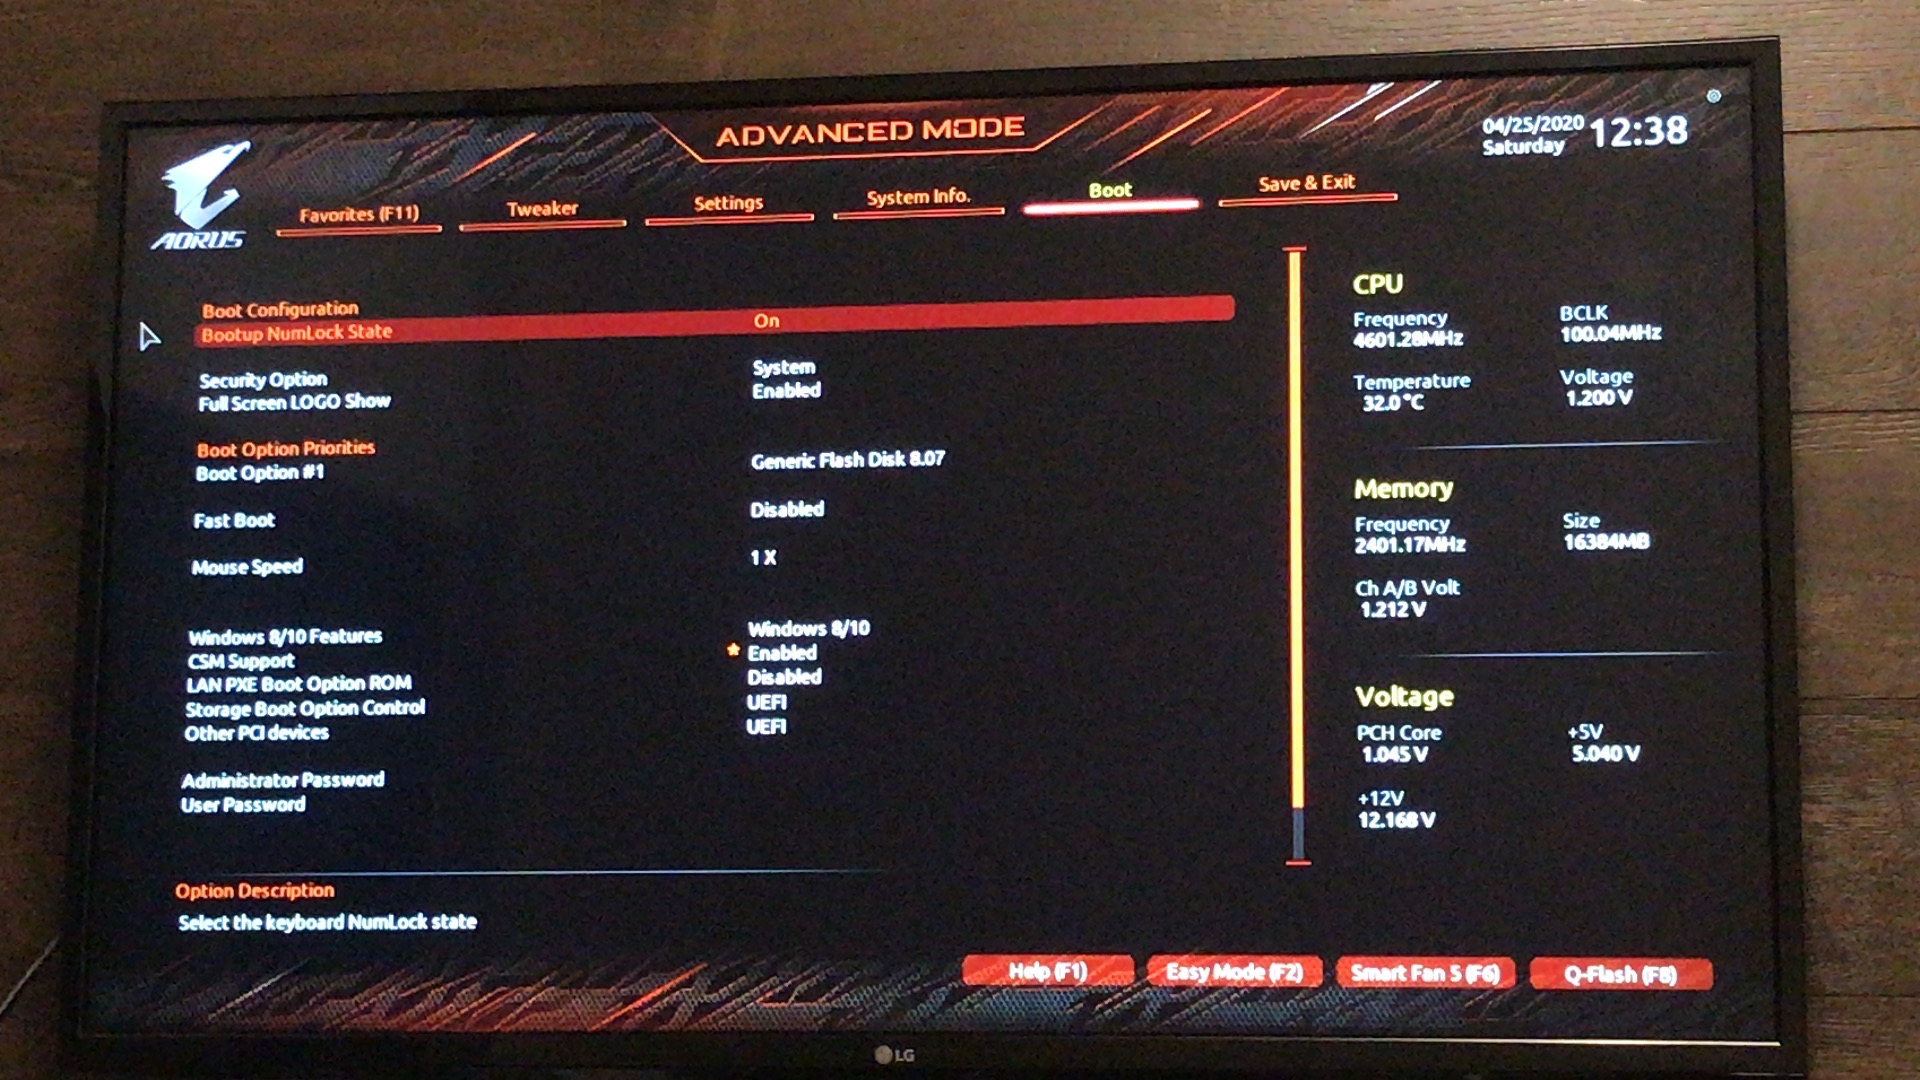 ADVANCED MODE
04/25/2020
Saturday
12:38
AORUS
Favorites (F11)
Tweaker
Settings
System Info.
Boot
Save & Exit
Boot Configuration
Bootup NumLock State On
Security Option System
Full Screen LOGO Show Enabled
Boot Option Priorities
Boot Option #1 Generic Flash Disk 8.07
Fast Boot Disabled
Mouse Speed 1 X
Windows 8/10 Features Windows 8/10
CSM Support * Enabled
LAN PXE Boot Option ROM Disabled
Storage Boot Option Control UEFI
Other PCI devices UEFI
Administrator Password
User Password
Option Description
Select the keyboard NumLock state
CPU
Frequency BCLK
4601.28MHz 100.04MHz
Temperature Voltage
32.0 °C 1.200 V
Memory
Frequency Size
2401.17MHz 16384MB
Ch A/B Volt
1.212 V
Voltage
PCH Core +5V
1.045 V 5.040 V
+12V
12.168 V
Help (F1)
Easy Mode (F2)
Smart Fan 5 (F6)
Q-Flash (F8)
LG